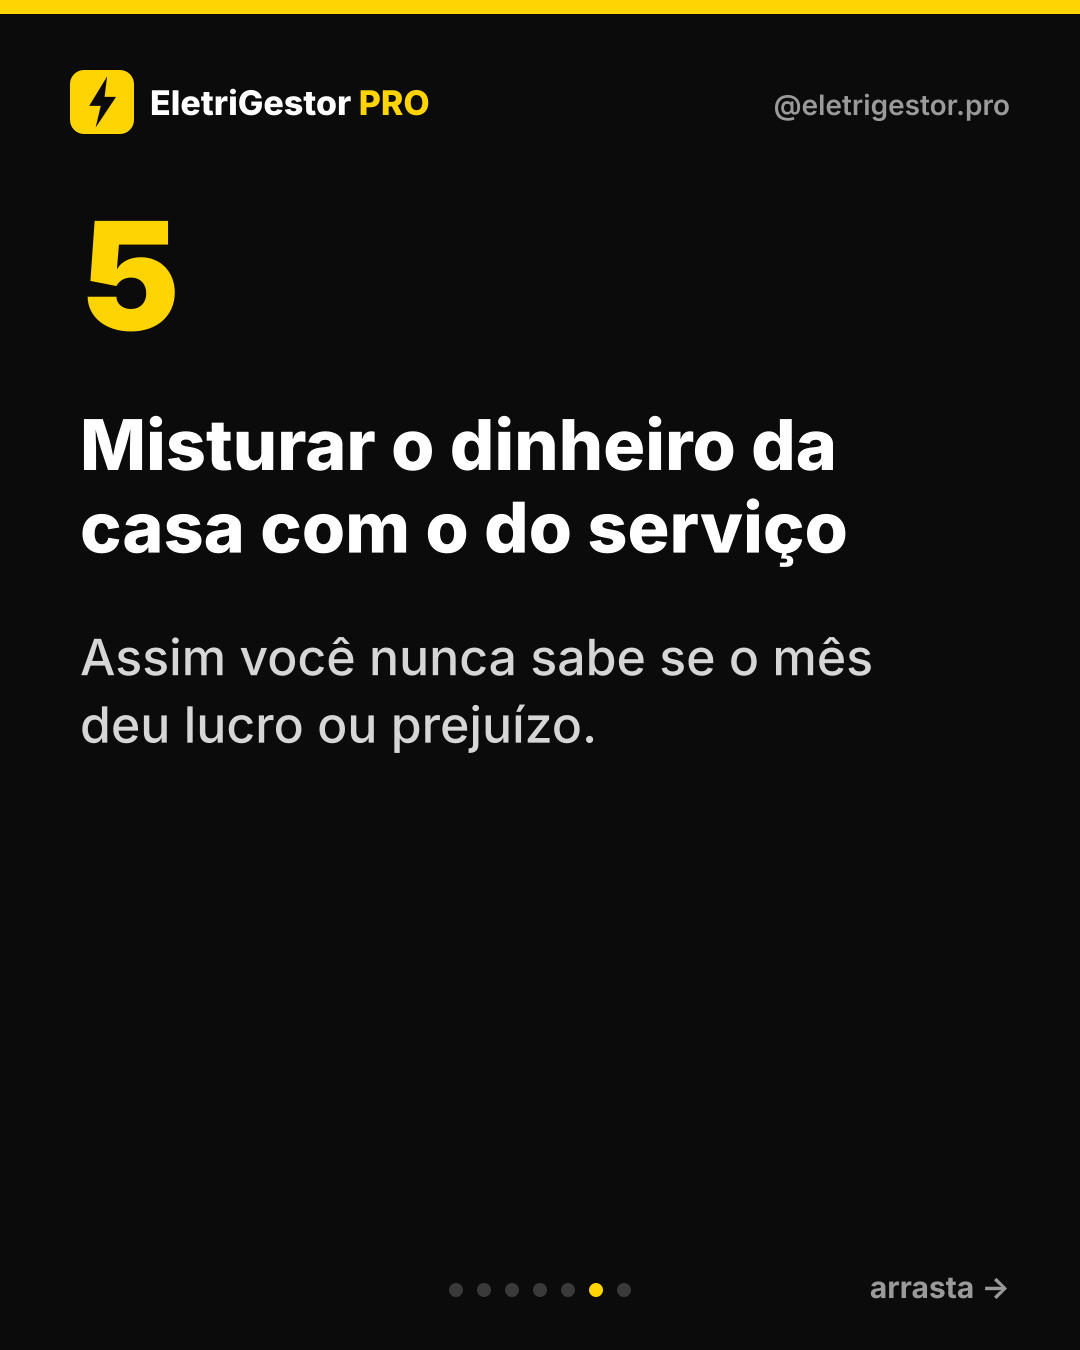 EletriGestor PRO
@eletrigestor.pro
5
Misturar o dinheiro da
casa com o do serviço
Assim você nunca sabe se o mês
deu lucro ou prejuízo.
arrasta →